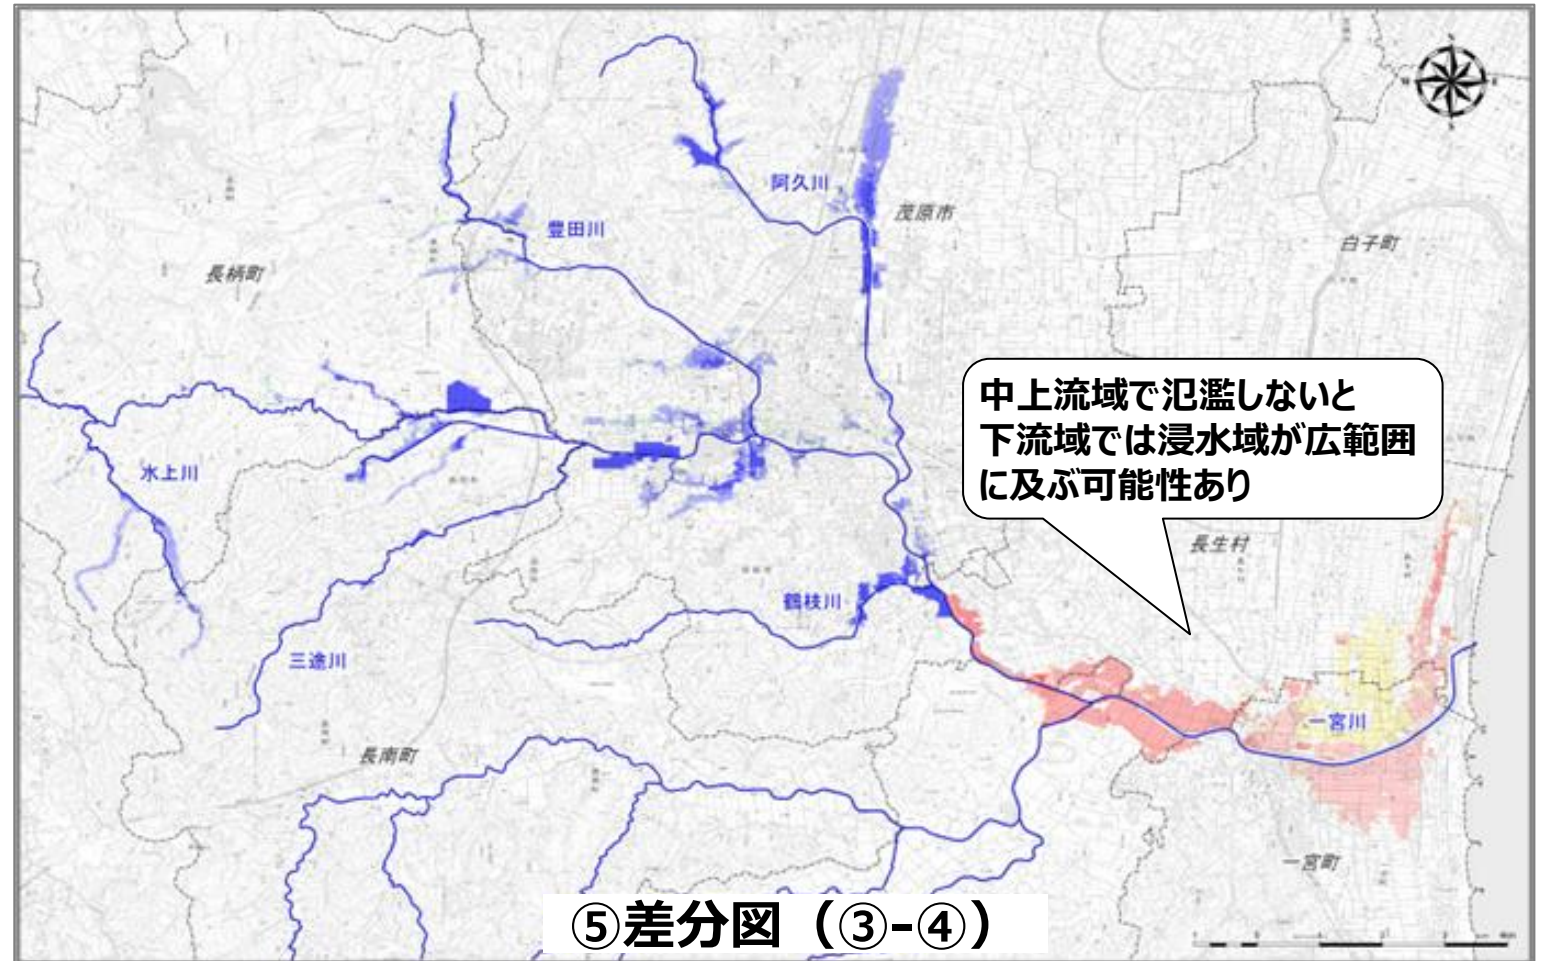 阿久川
茂原市
豊田川
白子町
長柄町
中上流域で氾濫しないと
下流域では浸水域が広範囲
に及ぶ可能性あり
水上川
長生村
鶴枝川
三途川
一宮川
長南町
一宮町
⑤差分図（③-④）